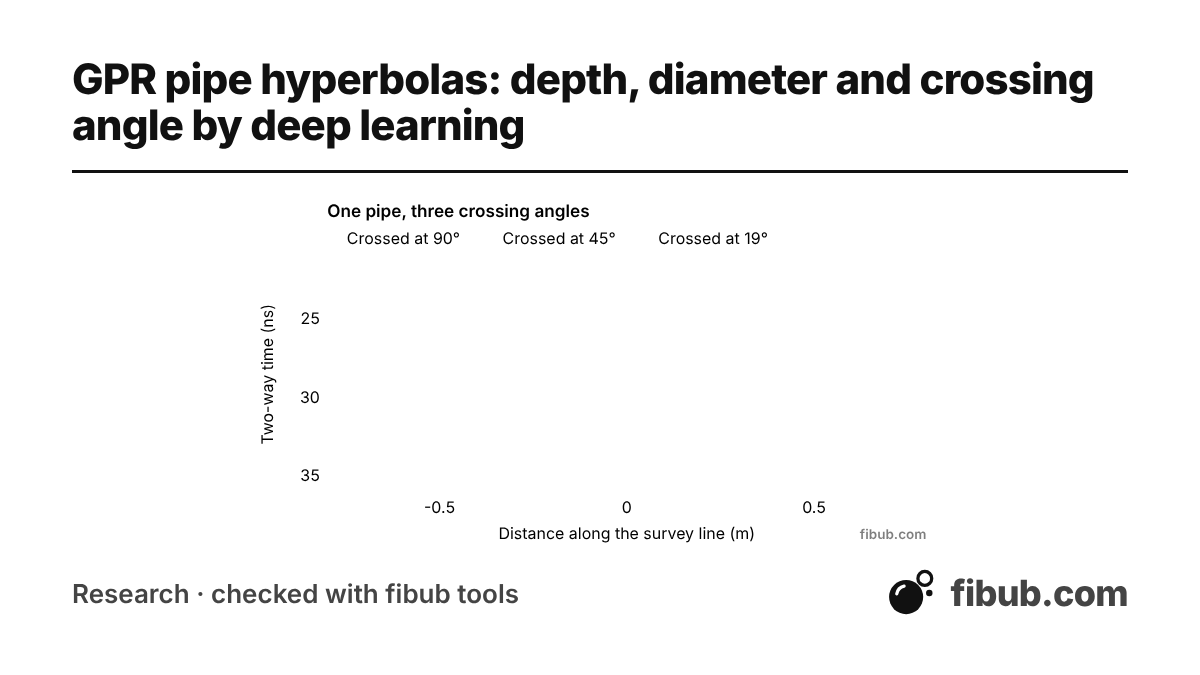 GPR pipe hyperbolas: depth, diameter and crossing
angle by deep learning
One pipe, three crossing angles
Crossed at 90° Crossed at 45° Crossed at 19°
Two-way time (ns)
25
30
35
-0.5 0 0.5
Distance along the survey line (m)
fibub.com
Research · checked with fibub tools
fibub.com